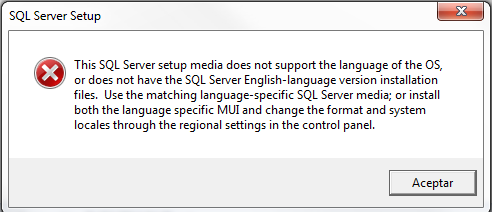 SQL Server Setup
This SQL Server setup media does not support the language of the OS,
or does not have the SQL Server English-language version installation
files.  Use the matching language-specific SQL Server media; or install
both the language specific MUI and change the format and system
locales through the regional settings in the control panel.
Aceptar